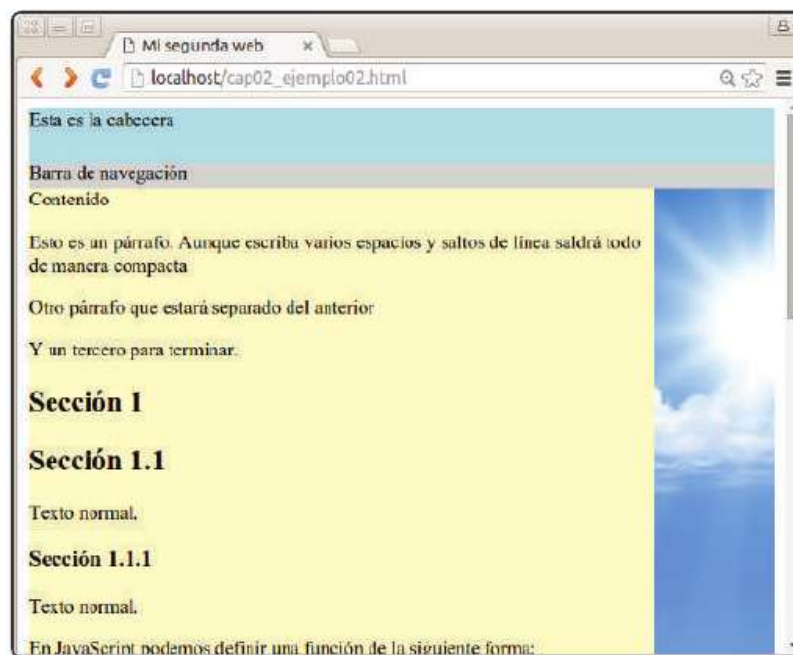 Mi segunda web
localhost/cap02_ejemplo02.html
Esta es la cabecera
Barra de navegación
Contenido
Esto es un párrafo. Aunque escriba varios espacios y saltos de línea saldrá todo
de manera compacta
Otro párrafo que estará separado del anterior
Y un tercero para terminar.
Sección 1
Sección 1.1
Texto normal.
Sección 1.1.1
Texto normal.
En JavaScript podemos definir una función de la siguiente forma: